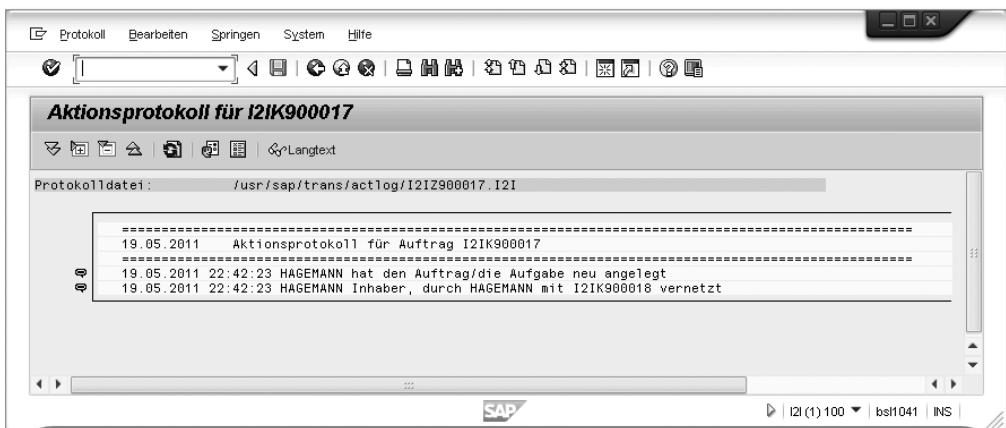 Protokoll Bearbeiten Springen System Hilfe
Aktionsprotokoll für I2IK900017
Langtext
Protokolldatei: /usr/sap/trans/actlog/I2IZ900017.I2I
================================================================================
19.05.2011 Aktionsprotokoll für Auftrag I2IK900017
================================================================================
19.05.2011 22:42:23 HAGEMANN hat den Auftrag/die Aufgabe neu angelegt
19.05.2011 22:42:23 HAGEMANN Inhaber, durch HAGEMANN mit I2IK900018 vernetzt
SAP
I2I (1) 100 bsl1041 INS